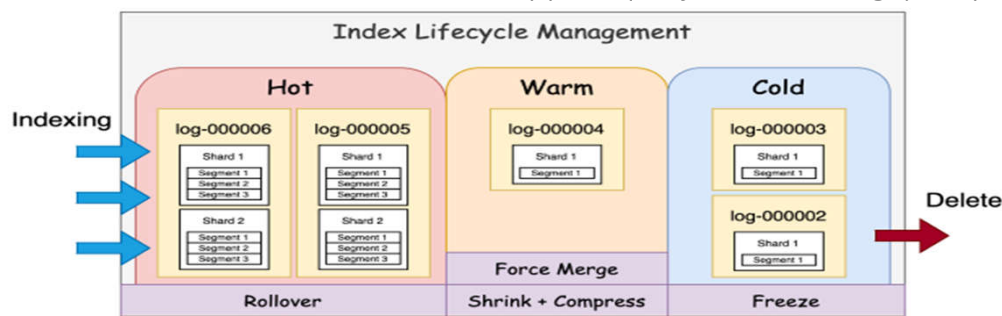 Index Lifecycle Management
Hot
Warm
Cold
Indexing
log-000006
Shard 1
Segment 1
Segment 2
Segment 3
Shard 2
Segment 1
Segment 2
Segment 3
log-000005
Shard 1
Segment 1
Segment 2
Segment 3
Shard 2
Segment 1
Segment 2
Segment 3
log-000004
Shard 1
Segment 1
log-000003
Shard 1
Segment 1
log-000002
Shard 1
Segment 1
Delete
Force Merge
Rollover
Shrink + Compress
Freeze